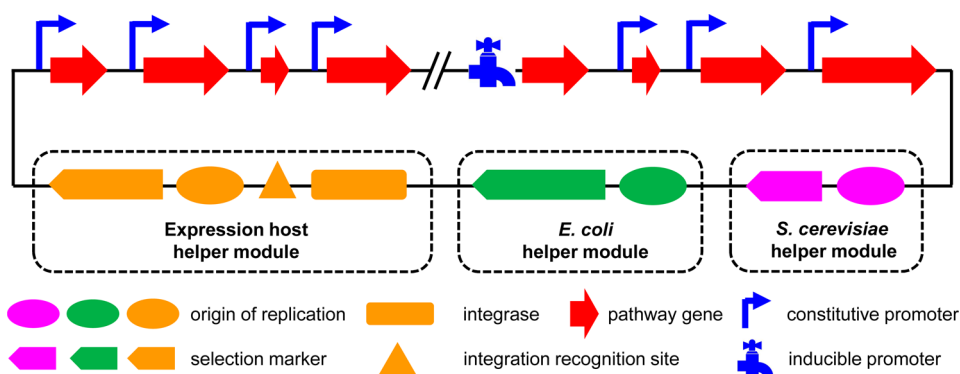 Expression host
helper module
E. coli
helper module
S. cerevisiae
helper module
origin of replication
integrase
pathway gene
constitutive promoter
selection marker
integration recognition site
inducible promoter